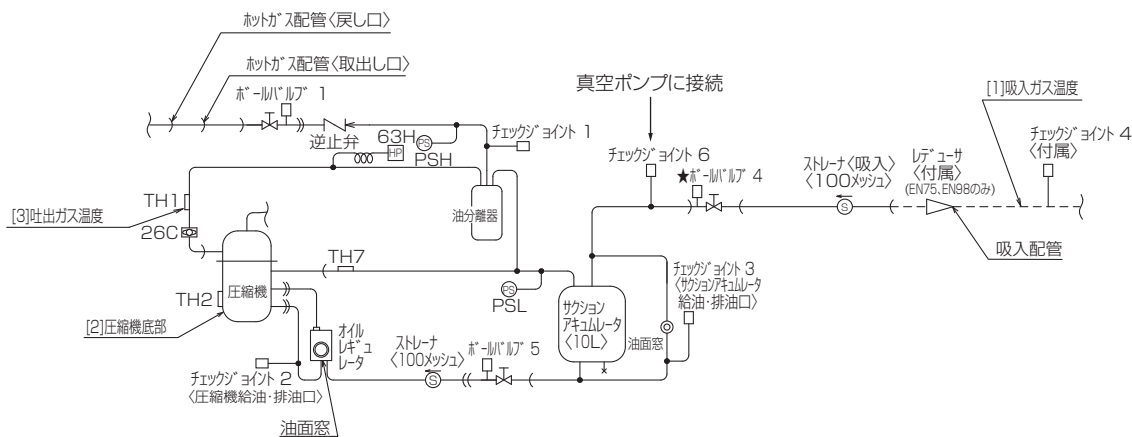 ホットガス配管〈戻し口〉
ホットガス配管〈取出し口〉
ボールバルブ 1
逆止弁
63H
HP
PS
PSH
チェックジョイント 1
真空ポンプに接続
チェックジョイント 6
★ボールバルブ 4
ストレーナ〈吸入〉
〈100メッシュ〉
S
レデューサ
〈付属〉
(EN75、EN98のみ)
[1]吸入ガス温度
チェックジョイント 4
〈付属〉
吸入配管
TH1
[3]吐出ガス温度
26C
油分離器
圧縮機
TH7
TH2
[2]圧縮機底部
PS
PSL
サクション
アキュムレータ
〈10L〉
油面窓
チェックジョイント 3
〈サクションアキュムレータ
給油・排油口〉
オイル
レギュ
レータ
ストレーナ
〈100メッシュ〉
S
ボールバルブ 5
チェックジョイント 2
〈圧縮機給油・排油口〉
油面窓